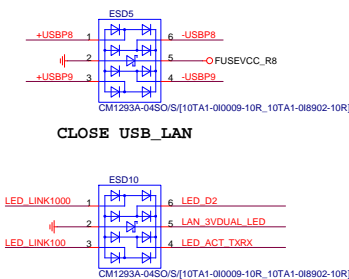 ESD5
+USBP8 1 6 -USBP8
2 5 FUSEVCC_R8
+USBP9 3 4 -USBP9
CM1293A-04SO/S/[10TA1-0I0009-10R_10TA1-0I8902-10R]
CLOSE USB_LAN
ESD10
LED_LINK1000 1 6 LED_D2
2 5 LAN_3VDUAL_LED
LED_LINK100 3 4 LED_ACT_TXRX
CM1293A-04SO/S/[10TA1-0I0009-10R_10TA1-0I8902-10R]